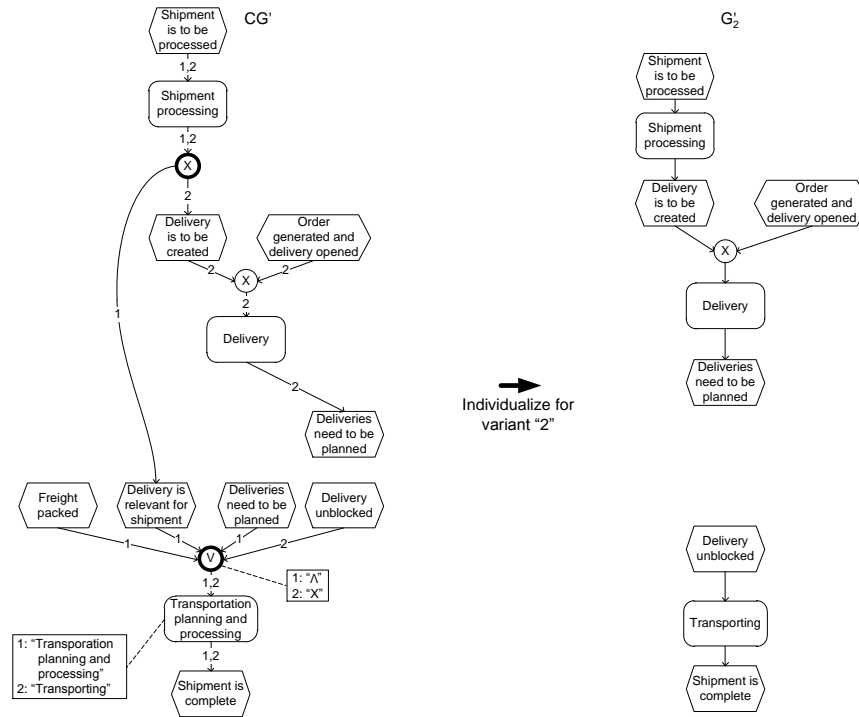 CG'
Shipment
is to be
processed
1,2
Shipment
processing
1,2
X
2
Delivery
is to be
created
Order
generated and
delivery opened
2
2
X
2
1
Delivery
2
Deliveries
need to be
planned
Freight
packed
Delivery is
relevant for
shipment
Deliveries
need to be
planned
Delivery
unblocked
1
1
1
2
V
1,2
1: “Λ”
2: “X”
Transportation
planning and
processing
1: “Transporation
planning and
processing”
2: “Transporting”
1,2
Shipment is
complete
Individualize for
variant “2”
G'2
Shipment
is to be
processed
Shipment
processing
Delivery
is to be
created
Order
generated and
delivery opened
X
Delivery
Deliveries
need to be
planned
Delivery
unblocked
Transporting
Shipment is
complete